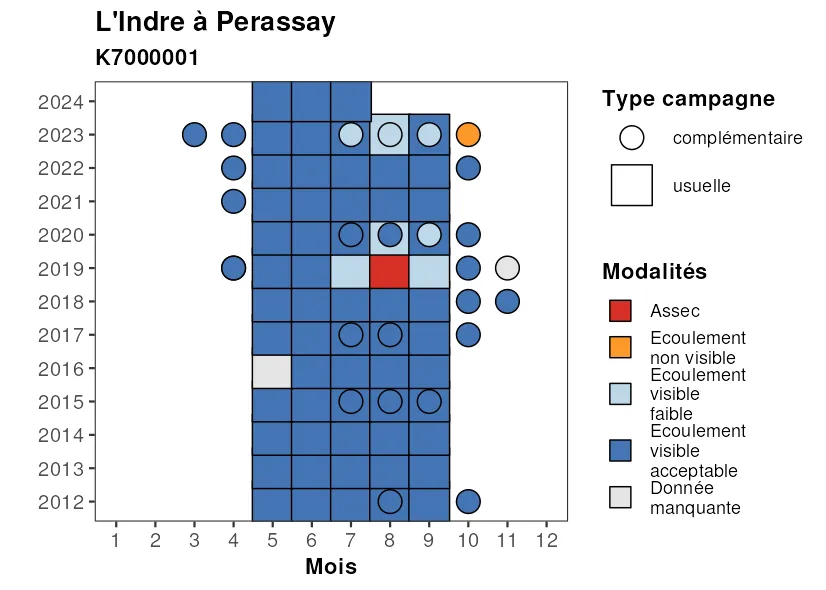 L'Indre à Perassay
K7000001
2024
2023
2022
2021
2020
2019
2018
2017
2016
2015
2014
2013
2012
1 2 3 4 5 6 7 8 9 10 11 12
Mois
Type campagne
complémentaire
usuelle
Modalités
Assec
Ecoulement
non visible
Ecoulement
visible
faible
Ecoulement
visible
acceptable
Donnée
manquante